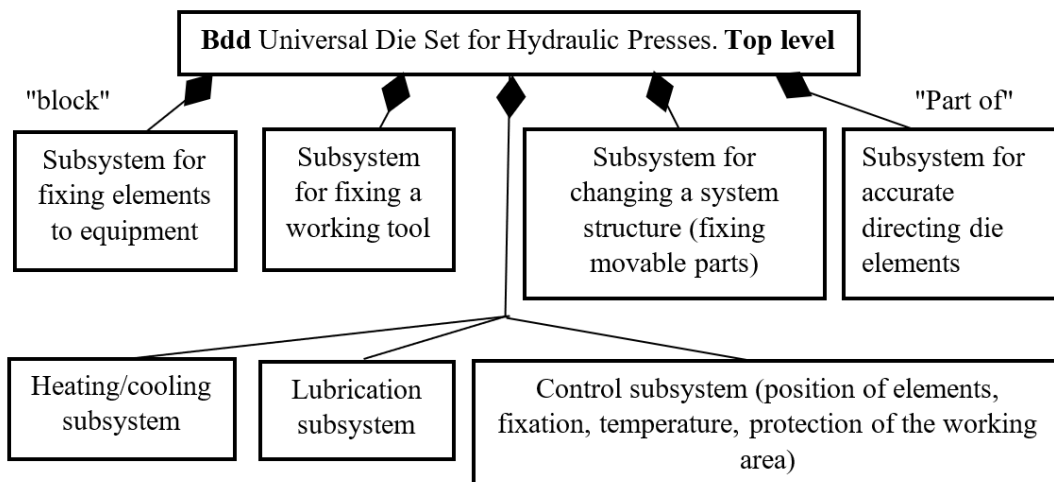 Bdd Universal Die Set for Hydraulic Presses. Top level
"block"
"Part of"
Subsystem for
fixing elements
to equipment
Subsystem
for fixing a
working tool
Subsystem for
changing a system
structure (fixing
movable parts)
Subsystem for
accurate
directing die
elements
Heating/cooling
subsystem
Lubrication
subsystem
Control subsystem (position of elements,
fixation, temperature, protection of the working
area)